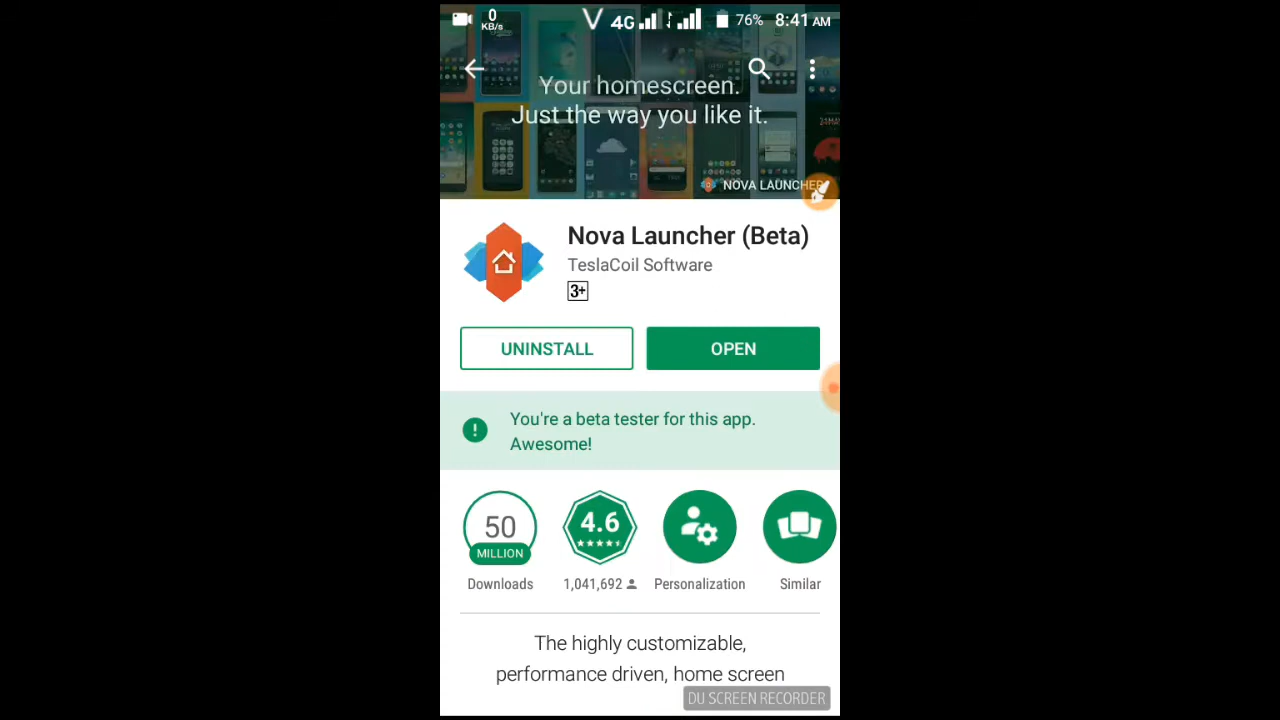 0
KB/s
4G
76%
8:41 AM
Your homescreen.
Just the way you like it.
NOVA LAUNCHER
Nova Launcher (Beta)
TeslaCoil Software
3+
UNINSTALL
OPEN
You're a beta tester for this app.
Awesome!
50
MILLION
Downloads
4.6
1,041,692
Personalization
Similar
The highly customizable,
performance driven, home screen
DU SCREEN RECORDER